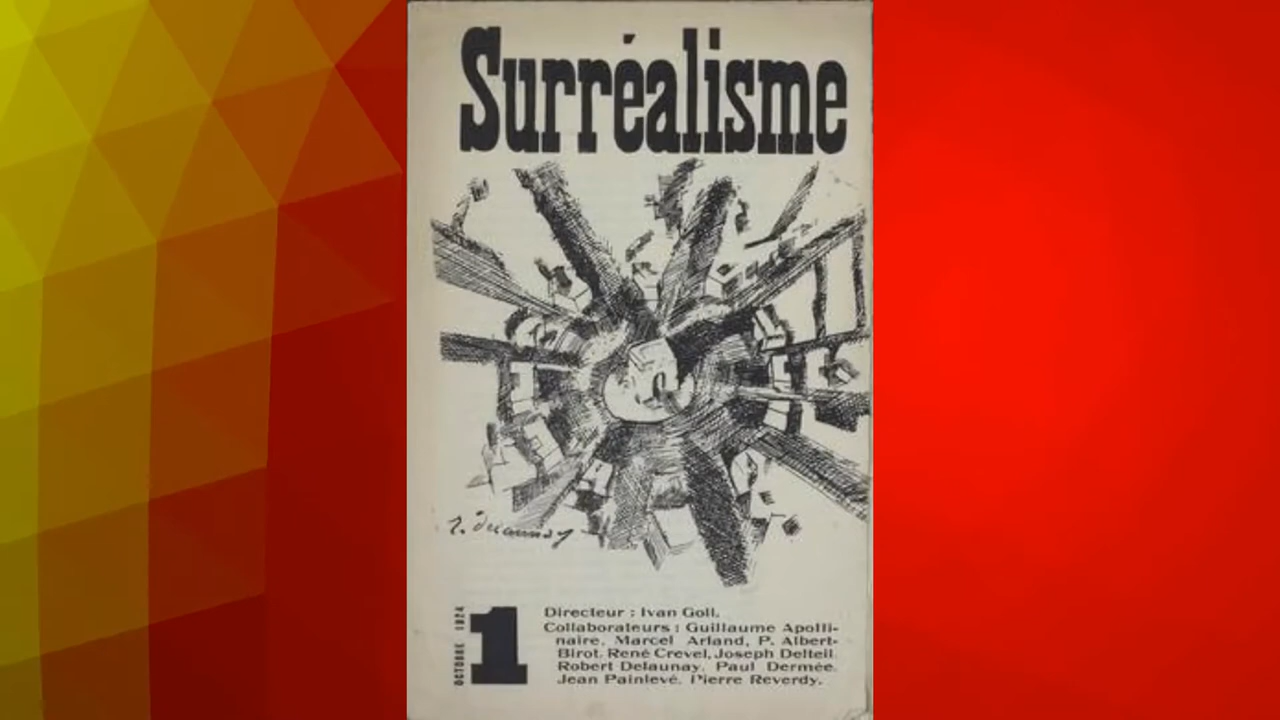 Surréalisme
r. delaunay
OCTOBRE 1924
1
Directeur : Ivan Goll.
Collaborateurs : Guillaume Apolli-
naire, Marcel Arland, P. Albert-
Birot, René Crevel, Joseph Delteil
Robert Delaunay, Paul Dermée,
Jean Painlevé, Pierre Reverdy.